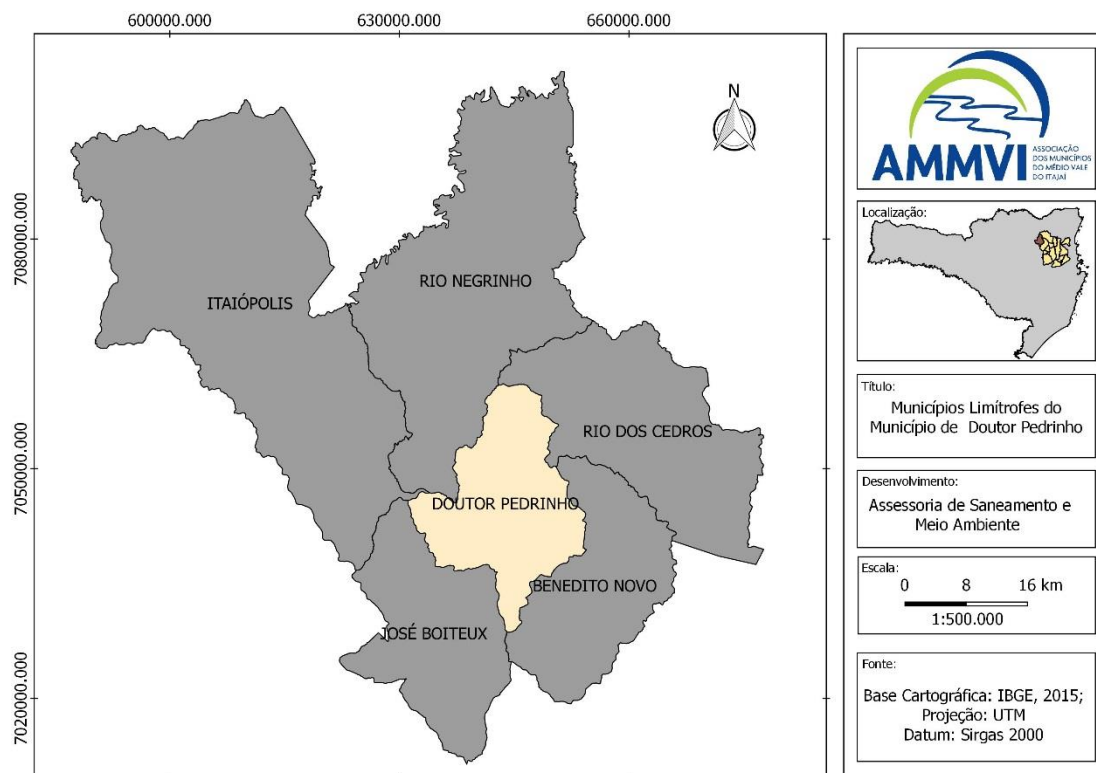 600000.000
630000.000
660000.000
7080000.000
7050000.000
7020000.000
N
ITAIÓPOLIS
RIO NEGRINHO
RIO DOS CEDROS
DOUTOR PEDRINHO
BENEDITO NOVO
JOSÉ BOITEUX
AMMVI
ASSOCIAÇÃO
DOS MUNICÍPIOS
DO MÉDIO VALE
DO ITAJAÍ
Localização:
Título:
Municípios Limítrofes do
Município de Doutor Pedrinho
Desenvolvimento:
Assessoria de Saneamento e
Meio Ambiente
Escala:
0 8 16 km
1:500.000
Fonte:
Base Cartográfica: IBGE, 2015;
Projeção: UTM
Datum: Sirgas 2000